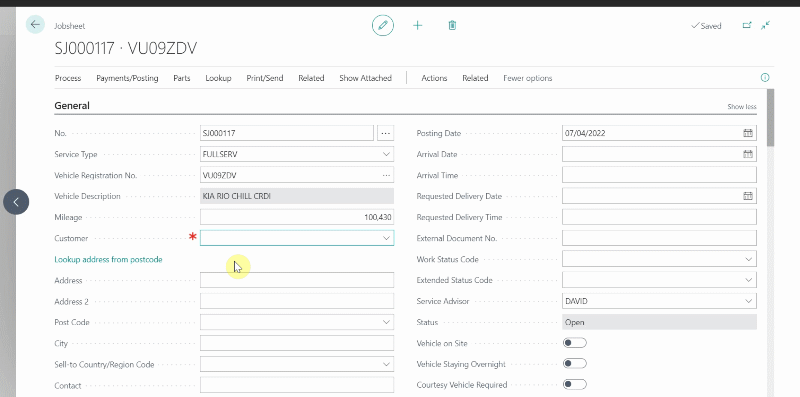 Jobsheet
Saved
SJ000117 · VU09ZDV
Process Payments/Posting Parts Lookup Print/Send Related Show Attached Actions Related Fewer options
General
Show less
No. SJ000117
Service Type FULLSERV
Vehicle Registration No. VU09ZDV
Vehicle Description KIA RIO CHILL CRDI
Mileage 100,430
Customer *
Lookup address from postcode
Address
Address 2
Post Code
City
Sell-to Country/Region Code
Contact
Posting Date 07/04/2022
Arrival Date
Arrival Time
Requested Delivery Date
Requested Delivery Time
External Document No.
Work Status Code
Extended Status Code
Service Advisor DAVID
Status Open
Vehicle on Site
Vehicle Staying Overnight
Courtesy Vehicle Required